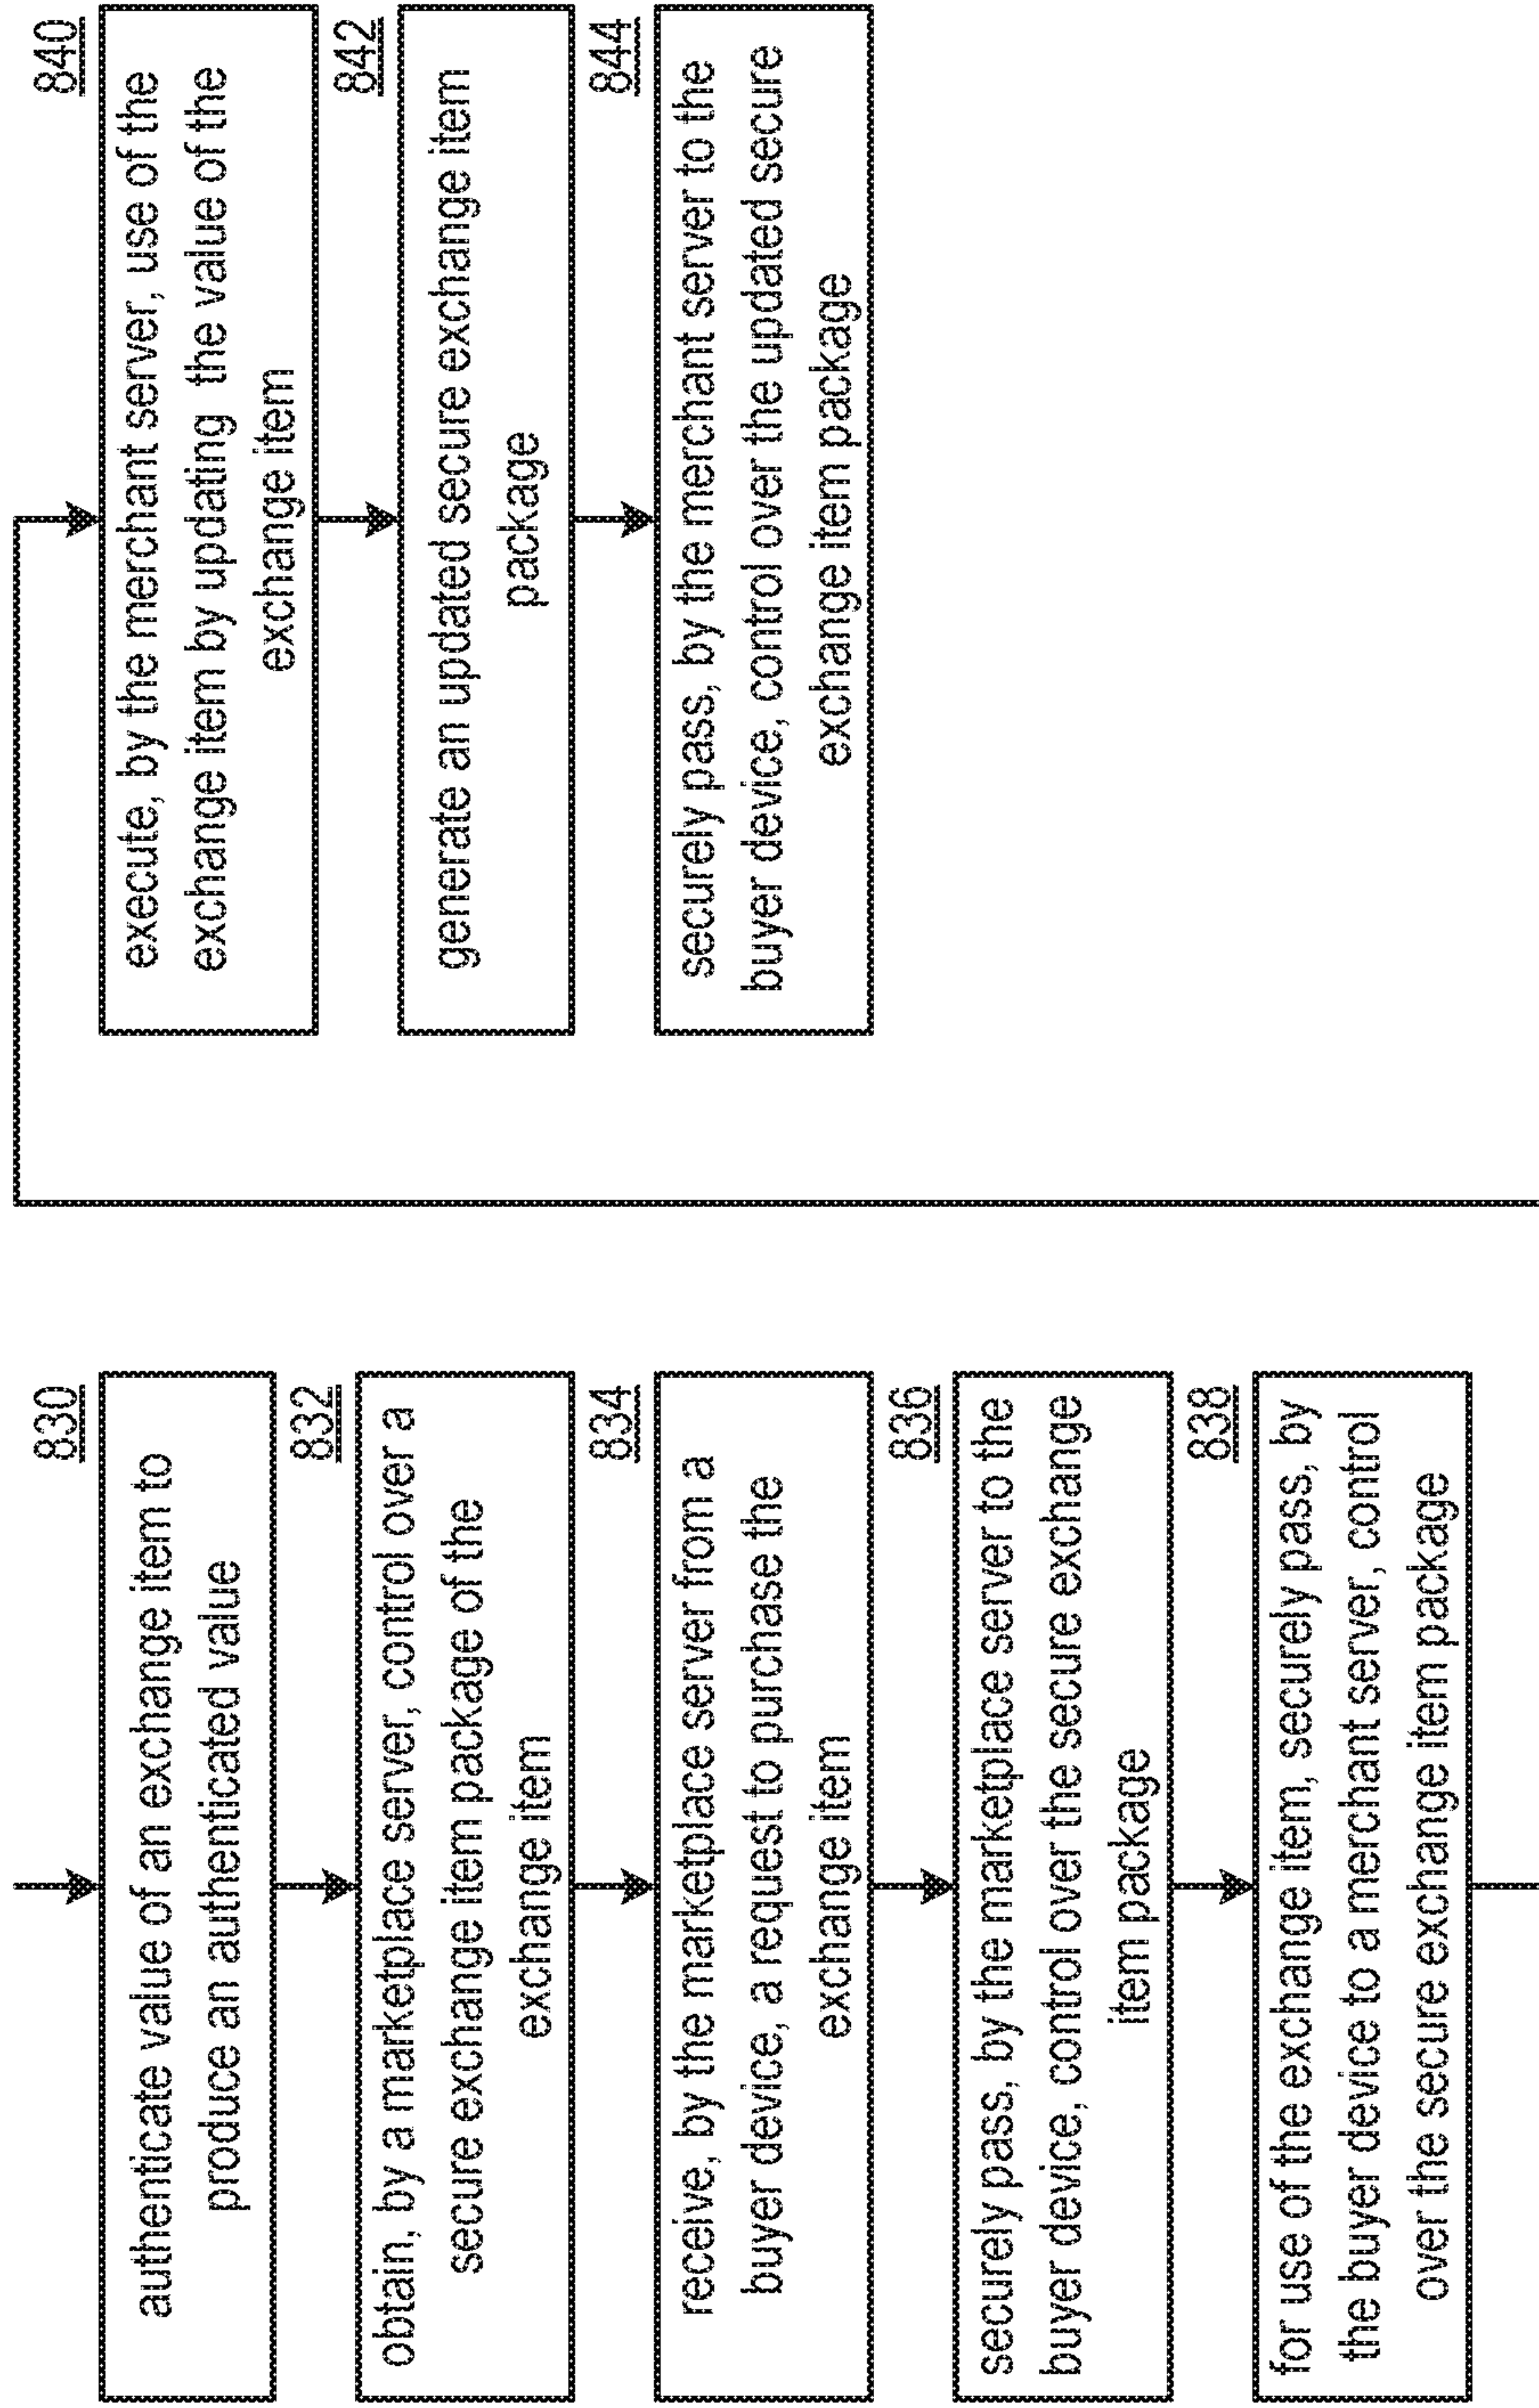 830
authenticate value of an exchange item to
produce an authenticated value
832
obtain, by a marketplace server, control over a
secure exchange item package of the
exchange item
834
receive, by the marketplace server from a
buyer device, a request to purchase the
exchange item
836
securely pass, by the marketplace server to the
buyer device, control over the secure exchange
item package
838
for use of the exchange item, securely pass, by
the buyer device to a merchant server, control
over the secure exchange item package
840
execute, by the merchant server, use of the
exchange item by updating the value of the
exchange item
842
generate an updated secure exchange item
package
844
securely pass, by the merchant server to the
buyer device, control over the updated secure
exchange item package